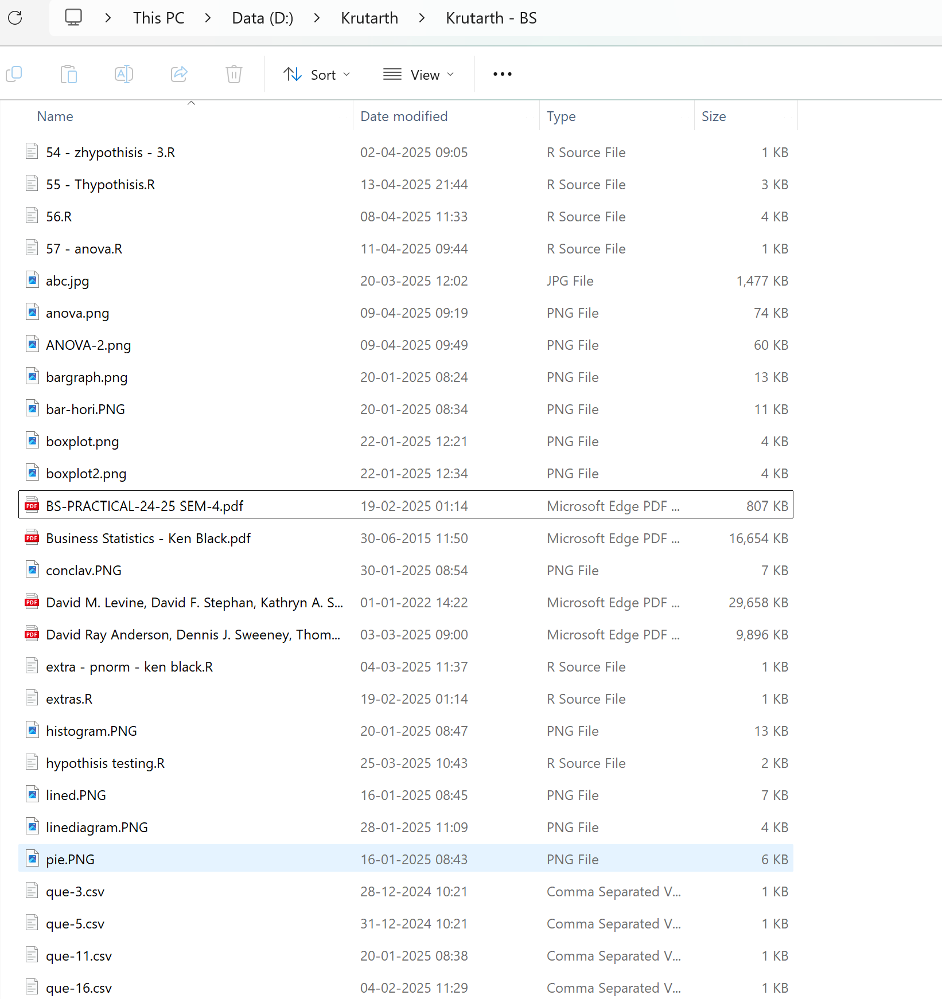 This PC > Data (D:) > Krutarth > Krutarth - BS
Sort View
Name Date modified Type Size
54 - zhypothisis - 3.R 02-04-2025 09:05 R Source File 1 KB
55 - Thypothisis.R 13-04-2025 21:44 R Source File 3 KB
56.R 08-04-2025 11:33 R Source File 4 KB
57 - anova.R 11-04-2025 09:44 R Source File 1 KB
abc.jpg 20-03-2025 12:02 JPG File 1,477 KB
anova.png 09-04-2025 09:19 PNG File 74 KB
ANOVA-2.png 09-04-2025 09:49 PNG File 60 KB
bargraph.png 20-01-2025 08:24 PNG File 13 KB
bar-hori.PNG 20-01-2025 08:34 PNG File 11 KB
boxplot.png 22-01-2025 12:21 PNG File 4 KB
boxplot2.png 22-01-2025 12:34 PNG File 4 KB
BS-PRACTICAL-24-25 SEM-4.pdf 19-02-2025 01:14 Microsoft Edge PDF ... 807 KB
Business Statistics - Ken Black.pdf 30-06-2015 11:50 Microsoft Edge PDF ... 16,654 KB
conclav.PNG 30-01-2025 08:54 PNG File 7 KB
David M. Levine, David F. Stephan, Kathryn A. S... 01-01-2022 14:22 Microsoft Edge PDF ... 29,658 KB
David Ray Anderson, Dennis J. Sweeney, Thom... 03-03-2025 09:00 Microsoft Edge PDF ... 9,896 KB
extra - pnorm - ken black.R 04-03-2025 11:37 R Source File 1 KB
extras.R 19-02-2025 01:14 R Source File 1 KB
histogram.PNG 20-01-2025 08:47 PNG File 13 KB
hypothisis testing.R 25-03-2025 10:43 R Source File 2 KB
lined.PNG 16-01-2025 08:45 PNG File 7 KB
linediagram.PNG 28-01-2025 11:09 PNG File 4 KB
pie.PNG 16-01-2025 08:43 PNG File 6 KB
que-3.csv 28-12-2024 10:21 Comma Separated V... 1 KB
que-5.csv 31-12-2024 10:21 Comma Separated V... 1 KB
que-11.csv 20-01-2025 08:38 Comma Separated V... 1 KB
que-16.csv 04-02-2025 11:29 Comma Separated V... 1 KB